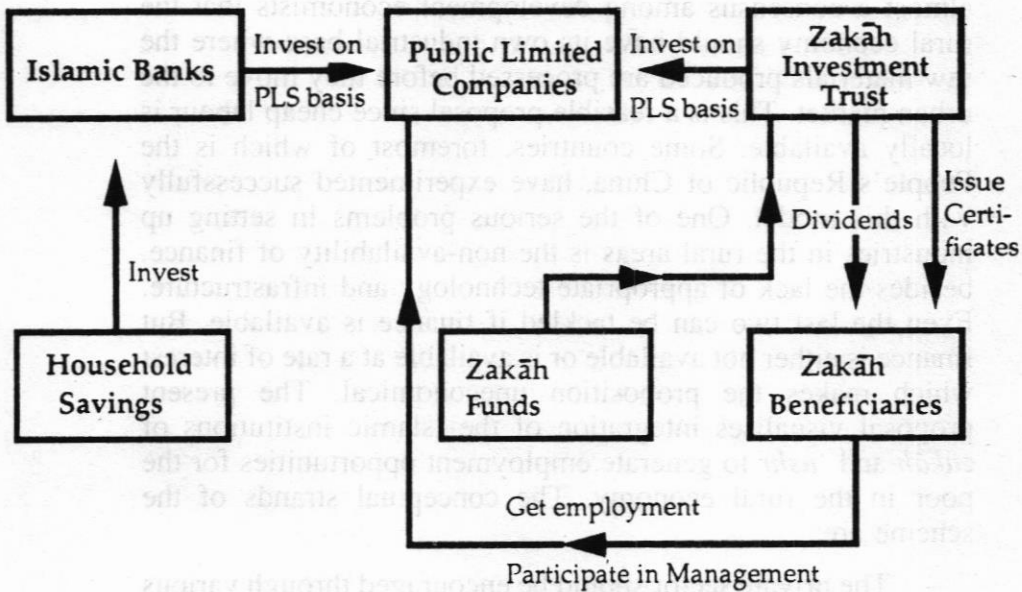 Islamic Banks
Invest on
PLS basis
Public Limited
Companies
Invest on
PLS basis
Zakāh
Investment
Trust
Invest
Dividends
Issue
Certi-
ficates
Household
Savings
Zakāh
Funds
Zakāh
Beneficiaries
Get employment
Participate in Management